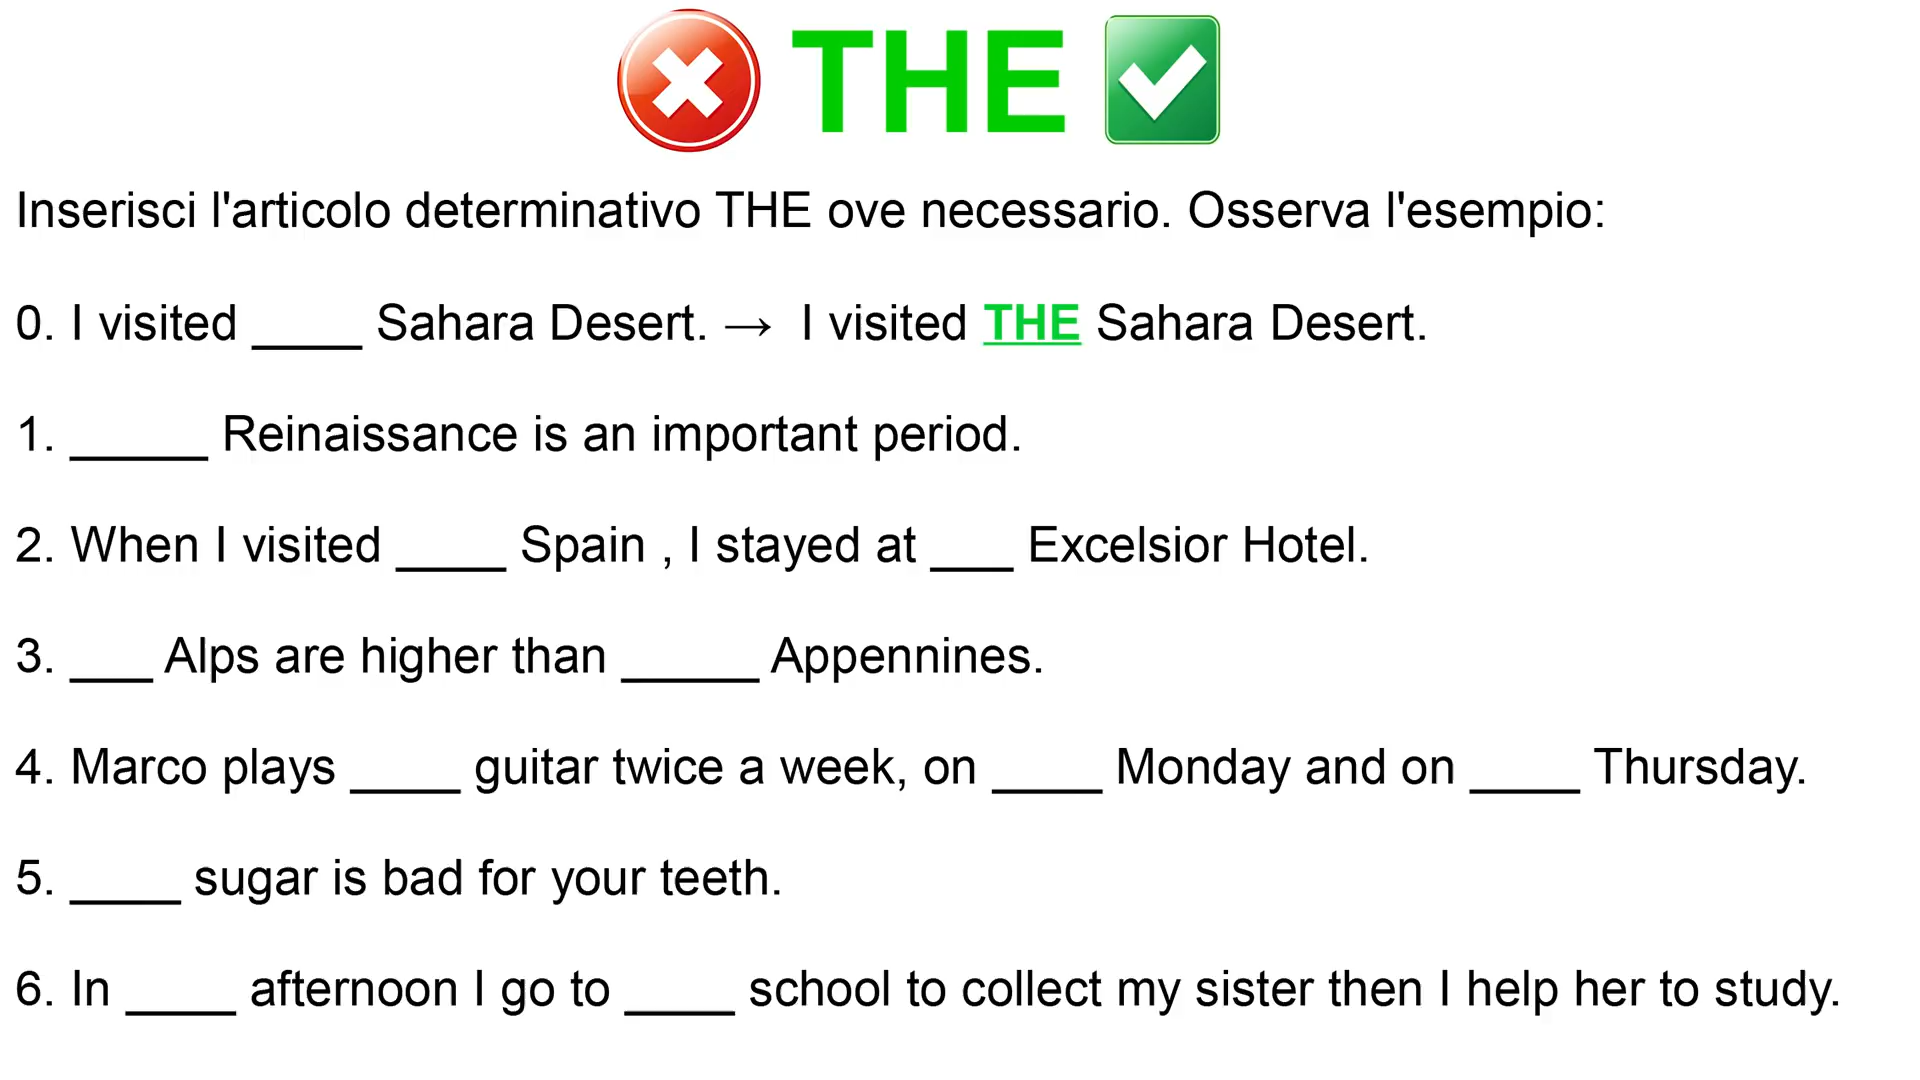 THE
Inserisci l'articolo determinativo THE ove necessario. Osserva l'esempio:
0. I visited ____ Sahara Desert. → I visited THE Sahara Desert.
1. _____ Reinaissance is an important period.
2. When I visited ____ Spain , I stayed at ___ Excelsior Hotel.
3. ___ Alps are higher than _____ Appennines.
4. Marco plays ____ guitar twice a week, on ____ Monday and on ____ Thursday.
5. ____ sugar is bad for your teeth.
6. In ____ afternoon I go to ____ school to collect my sister then I help her to study.